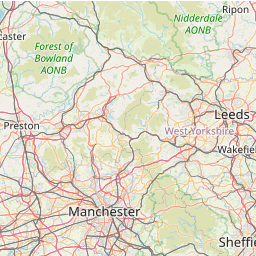 Ripon
Nidderdale
AONB
caster
Forest of
Bowland
AONB
Leeds
Preston
West Yorkshire
Wakefie
Manchester
Sheffi